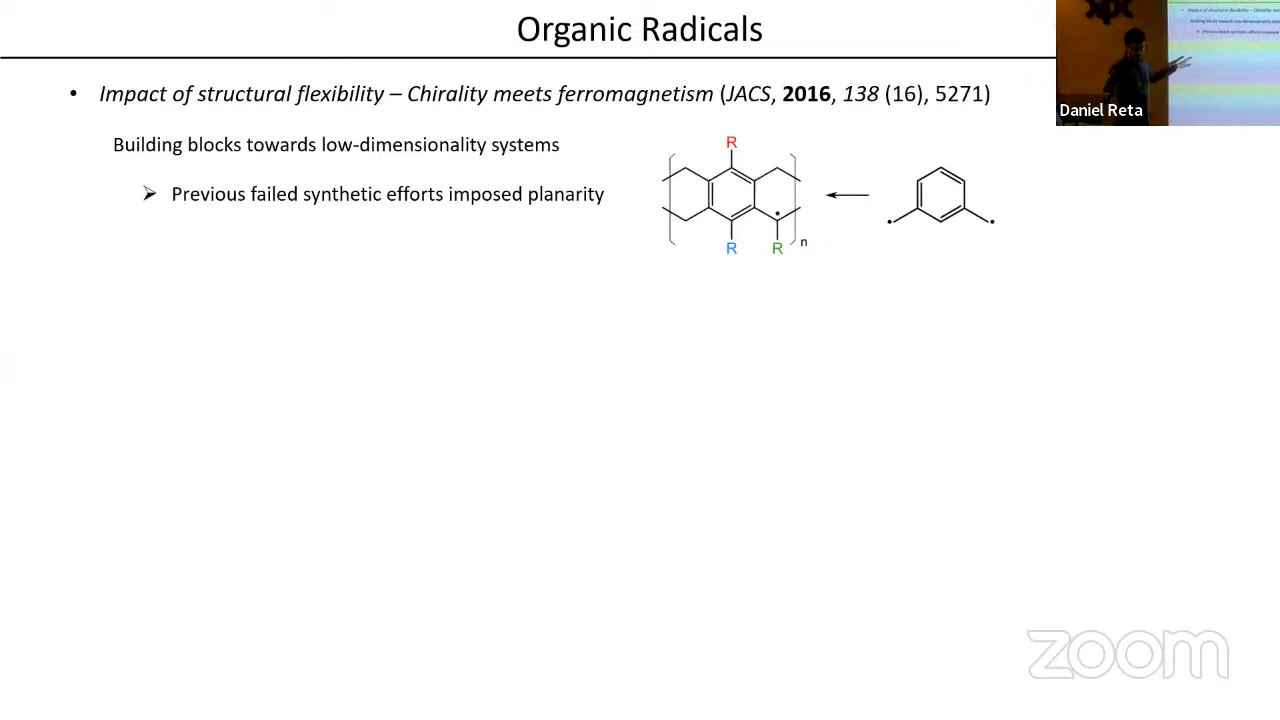 Organic Radicals
• Impact of structural flexibility – Chirality meets ferromagnetism (JACS, 2016, 138 (16), 5271)
Daniel Reta
Building blocks towards low-dimensionality systems
➢ Previous failed synthetic efforts imposed planarity
R
R
R
n
zoom